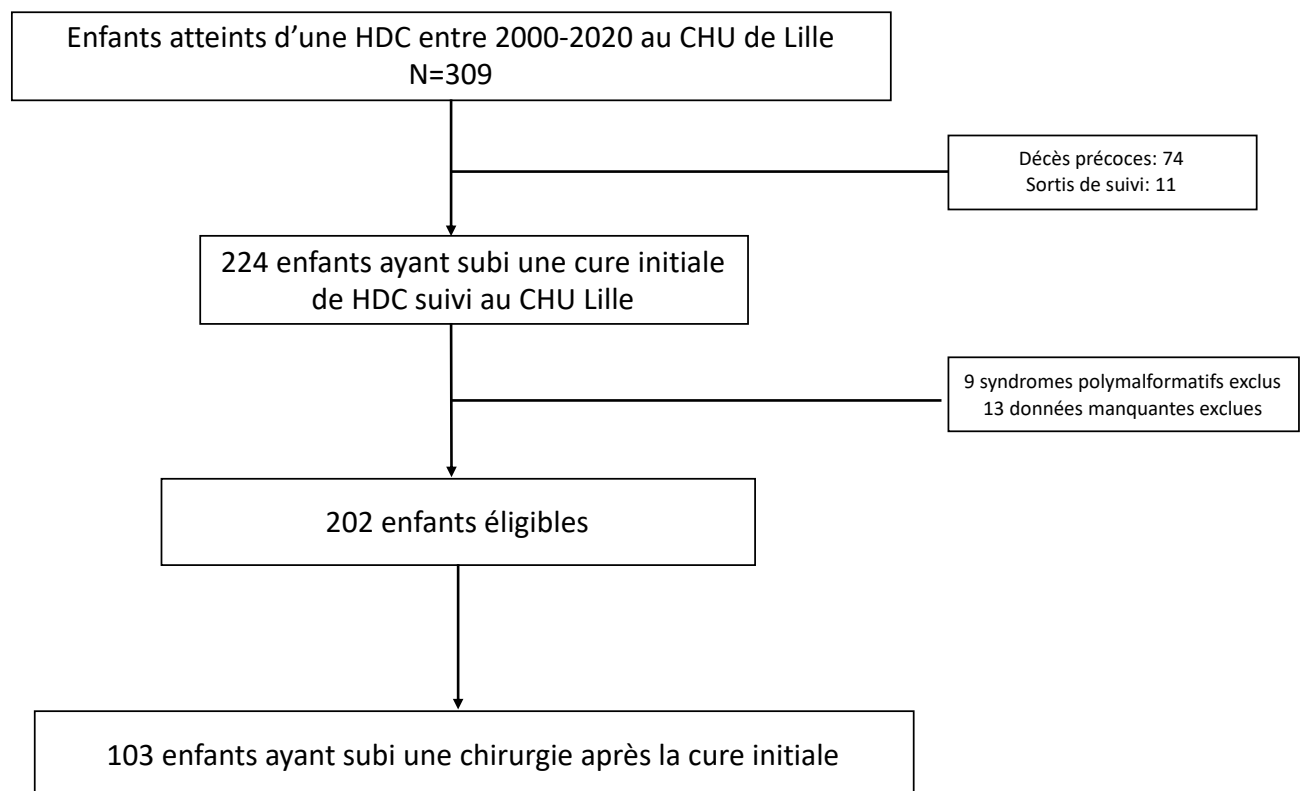 Enfants atteints d'une HDC entre 2000-2020 au CHU de Lille
N=309
Décès précoces: 74
Sortis de suivi: 11
224 enfants ayant subi une cure initiale
de HDC suivi au CHU Lille
9 syndromes polymalformatifs exclus
13 données manquantes exclues
202 enfants éligibles
103 enfants ayant subi une chirurgie après la cure initiale